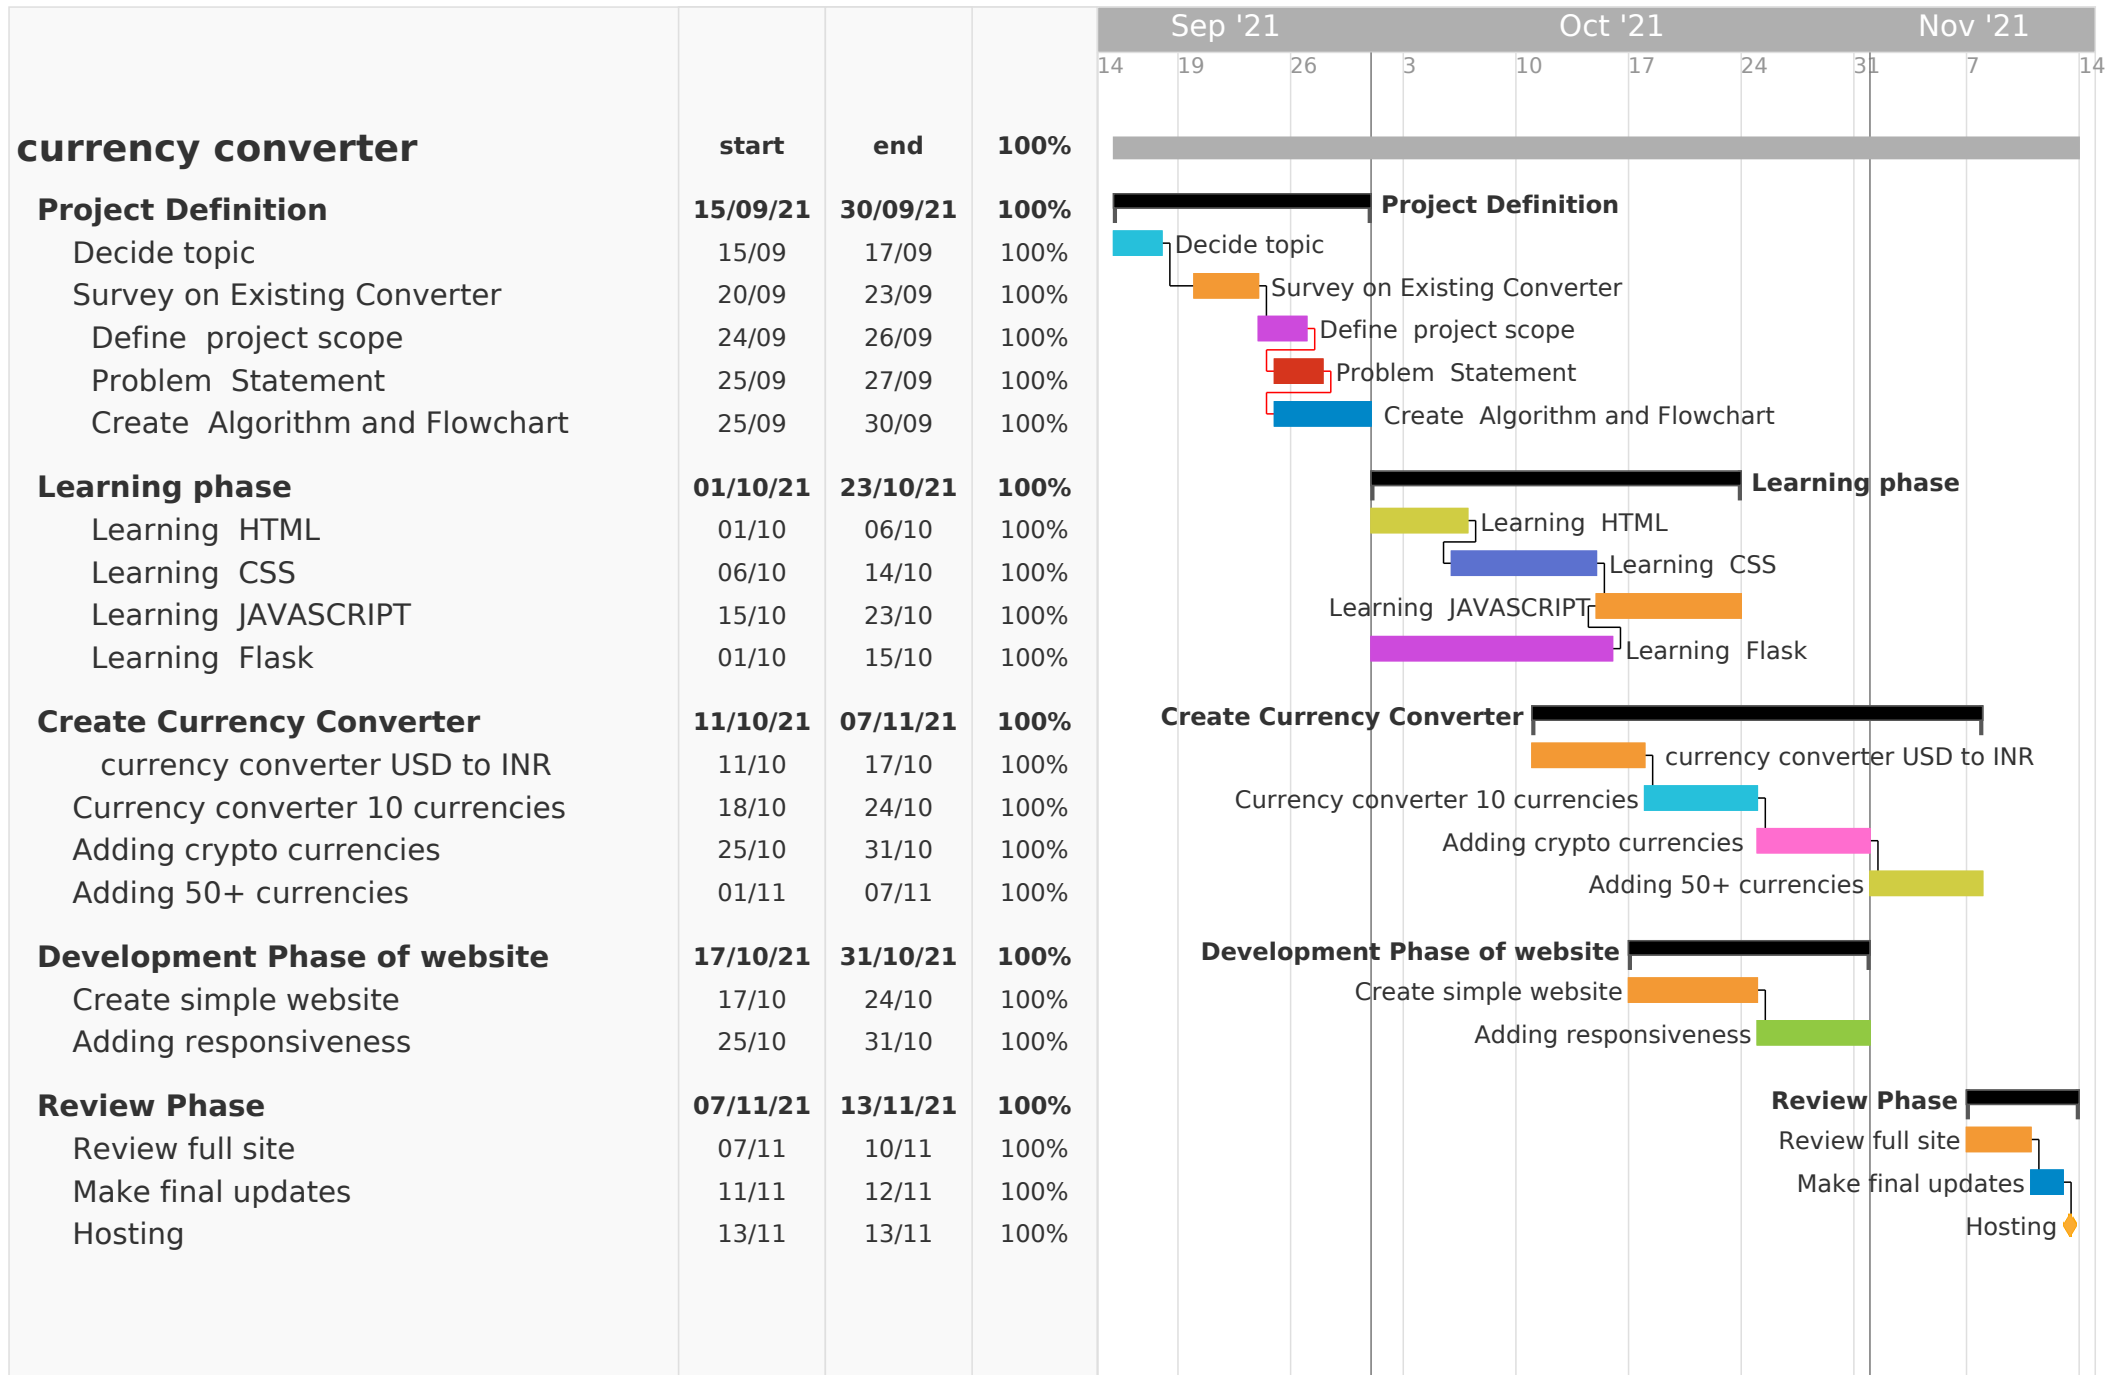 Sep '21 Oct '21 Nov '21
14 19 26 3 10 17 24 31 7 14
currency converter start end 100%
Project Definition 15/09/21 30/09/21 100% Project Definition
Decide topic 15/09 17/09 100% Decide topic
Survey on Existing Converter 20/09 23/09 100% Survey on Existing Converter
Define project scope 24/09 26/09 100% Define project scope
Problem Statement 25/09 27/09 100% Problem Statement
Create Algorithm and Flowchart 25/09 30/09 100% Create Algorithm and Flowchart
Learning phase 01/10/21 23/10/21 100% Learning phase
Learning HTML 01/10 06/10 100% Learning HTML
Learning CSS 06/10 14/10 100% Learning CSS
Learning JAVASCRIPT 15/10 23/10 100% Learning JAVASCRIPT
Learning Flask 01/10 15/10 100% Learning Flask
Create Currency Converter 11/10/21 07/11/21 100% Create Currency Converter
currency converter USD to INR 11/10 17/10 100% currency converter USD to INR
Currency converter 10 currencies 18/10 24/10 100% Currency converter 10 currencies
Adding crypto currencies 25/10 31/10 100% Adding crypto currencies
Adding 50+ currencies 01/11 07/11 100% Adding 50+ currencies
Development Phase of website 17/10/21 31/10/21 100% Development Phase of website
Create simple website 17/10 24/10 100% Create simple website
Adding responsiveness 25/10 31/10 100% Adding responsiveness
Review Phase 07/11/21 13/11/21 100% Review Phase
Review full site 07/11 10/11 100% Review full site
Make final updates 11/11 12/11 100% Make final updates
Hosting 13/11 13/11 100% Hosting